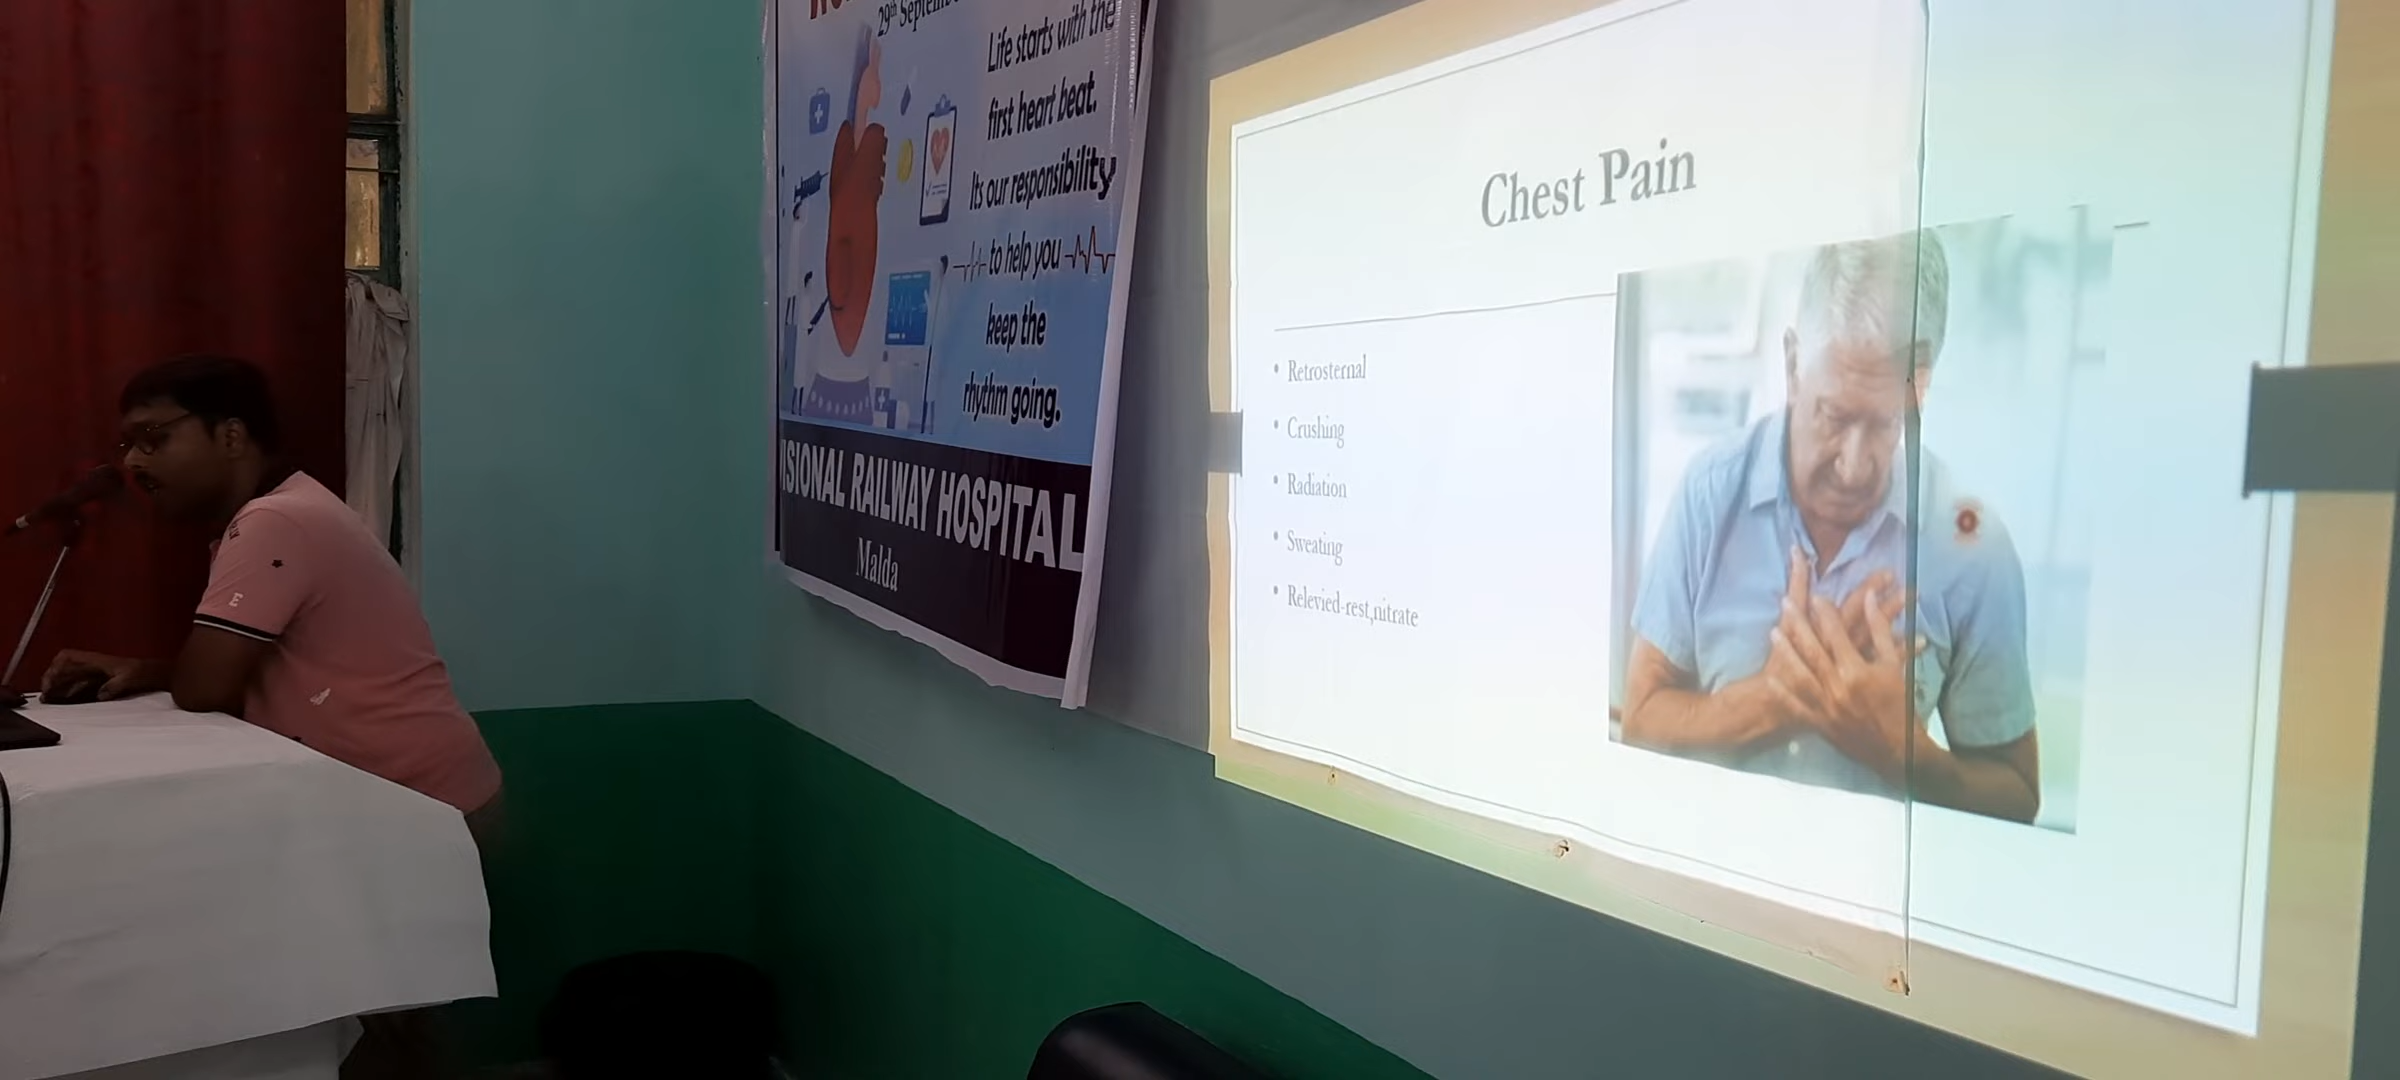 29th September
Life starts with the
first heart beat.
Its our responsibility
to help you
keep the
rhythm going.
ISIONAL RAILWAY HOSPITAL
Malda
Chest Pain
• Retrosternal
• Crushing
• Radiation
• Sweating
• Relevied-rest,nitrate
E